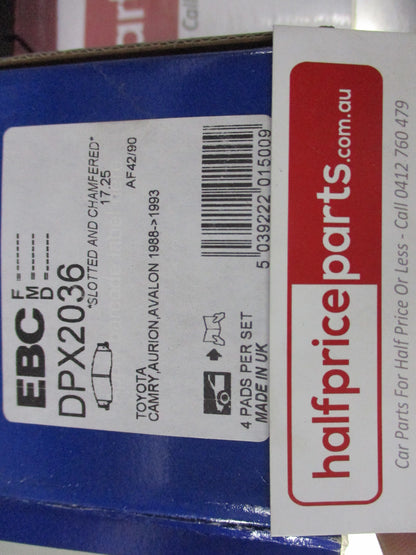 EBC
F=--------
M=--------
D=--------
DPX2036
*SLOTTED AND CHAMFERED*
17.25
AF42/90
TOYOTA
CAMRY,AURION,AVALON 1988->1993
4 PADS PER SET
MADE IN UK
5 039222 015009
halfpriceparts.com.au
Car Parts For Half Price Or Less - Call 0412 760 479